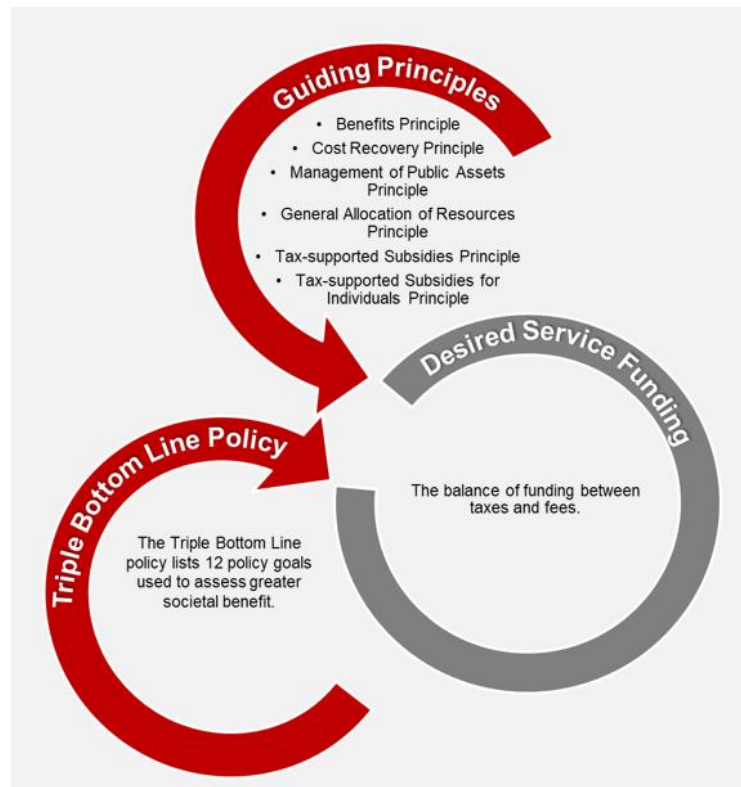 Guiding Principles
• Benefits Principle
• Cost Recovery Principle
• Management of Public Assets
Principle
• General Allocation of Resources
Principle
• Tax-supported Subsidies Principle
• Tax-supported Subsidies for
Individuals Principle
Desired Service Funding
The balance of funding between
taxes and fees.
Triple Bottom Line Policy
The Triple Bottom Line
policy lists 12 policy goals
used to assess greater
societal benefit.